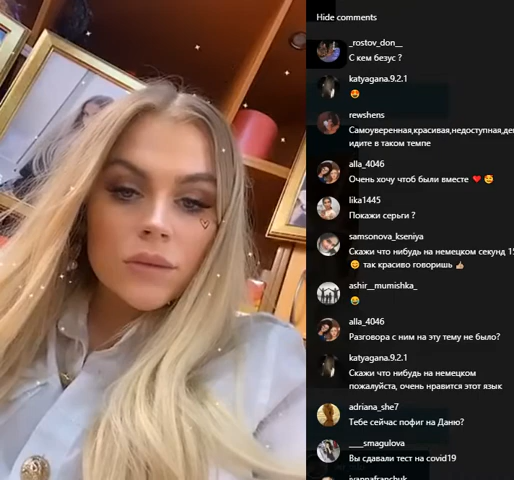 Hide comments
_rostov_don__
С кем безус ?
katyagana.9.2.1
😍
rewshens
Самоуверенная,красивая,недоступная,
идите в таком темпе
alla_4046
Очень хочу чтоб были вместе ❤️ 🥰
lika1445
Покажи серьги ?
samsonova_kseniya
Скажи что нибудь на немецком секунд
😊 так красиво говоришь 👍🏼
ashir__mumishka_
😂
alla_4046
Разговора с ним на эту тему не было?
katyagana.9.2.1
Скажи что нибудь на немецком
пожалуйста, очень нравится этот язык
adriana_she7
Тебе сейчас пофиг на Даню?
____smagulova
Вы сдавали тест на covid19